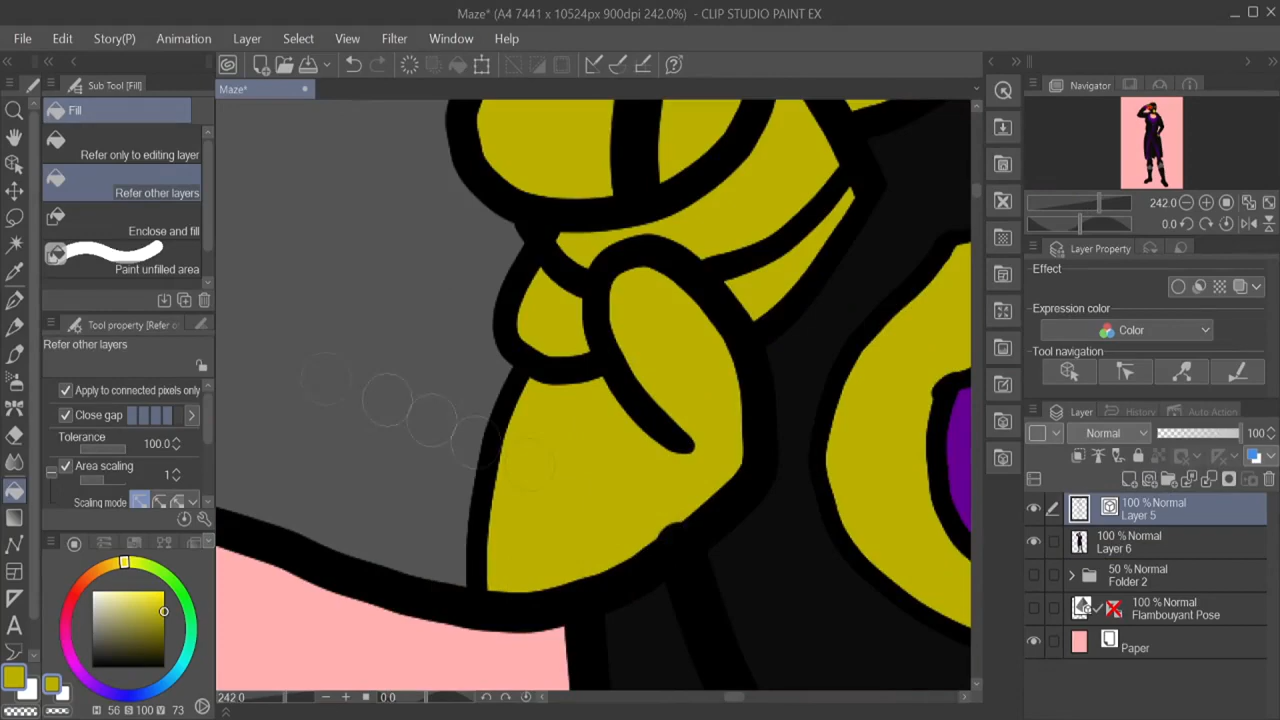 Maze* (A4 7441 x 10524px 900dpi 242.0%) - CLIP STUDIO PAINT EX
File Edit Story(P) Animation Layer Select View Filter Window Help
Sub Tool [Fill]
Maze*
Navigator
Fill
Refer only to editing layer
Refer other layers
Enclose and fill
Paint unfilled area
242.0
0.0
Layer Property
Effect
Expression color
Color
Tool navigation
Tool property [Refer o
Refer other layers
Apply to connected pixels only
Close gap
Tolerance
100.0
Area scaling
1
Scaling mode
Layer History Auto Action
Normal 100
100 % Normal
Layer 5
100 % Normal
Layer 6
50 % Normal
Folder 2
100 % Normal
Flambouyant Pose
Paper
H 56 S 100 V 73
242.0 0.0